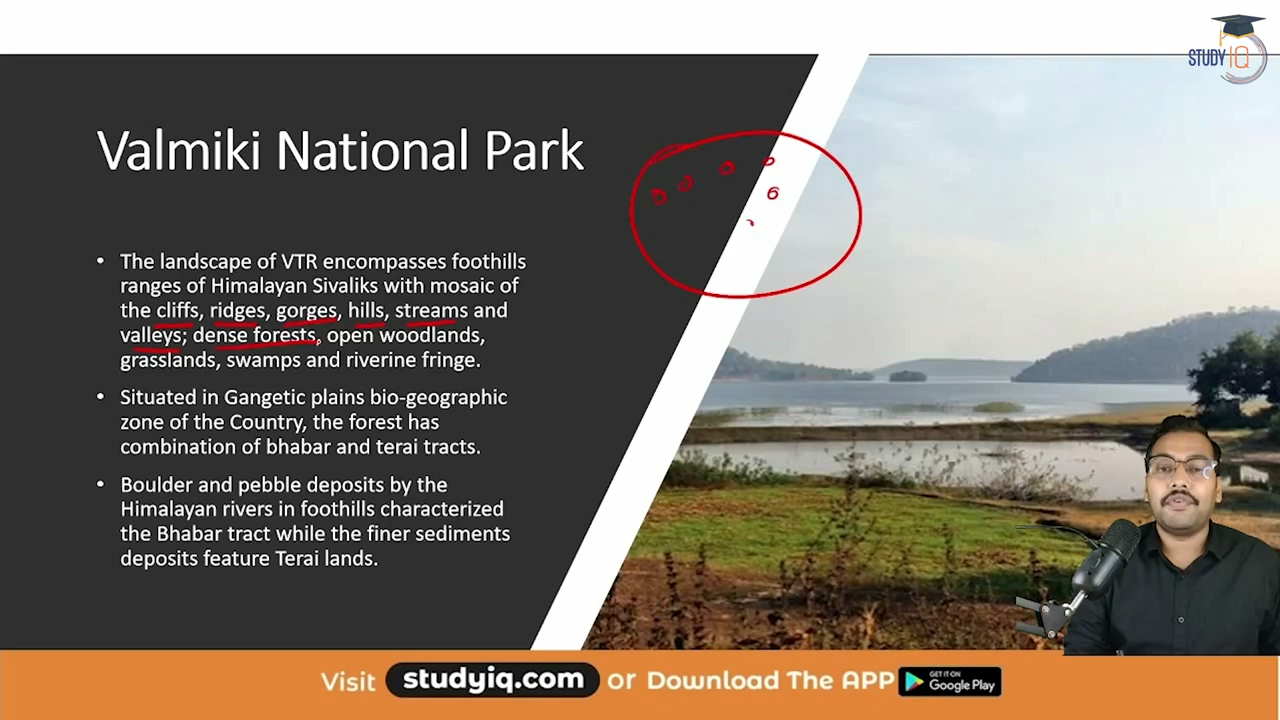 STUDY IQ
Valmiki National Park
• The landscape of VTR encompasses foothills
ranges of Himalayan Sivaliks with mosaic of
the cliffs, ridges, gorges, hills, streams and
valleys; dense forests, open woodlands,
grasslands, swamps and riverine fringe.
• Situated in Gangetic plains bio-geographic
zone of the Country, the forest has
combination of bhabar and terai tracts.
• Boulder and pebble deposits by the
Himalayan rivers in foothills characterized
the Bhabar tract while the finer sediments
deposits feature Terai lands.
Visit studyiq.com or Download The APP GET IT ON Google Play